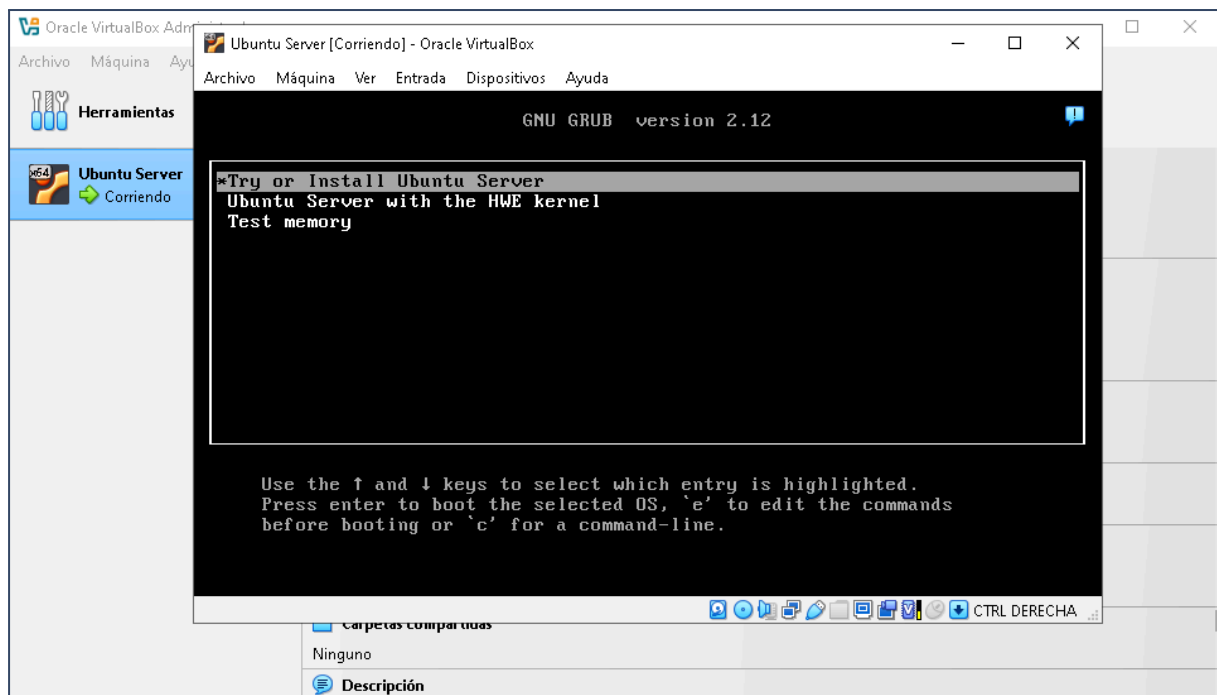 Oracle VirtualBox Adm
Archivo Máquina Ayu
Herramientas
x64
Ubuntu Server
Corriendo
Ubuntu Server [Corriendo] - Oracle VirtualBox
Archivo Máquina Ver Entrada Dispositivos Ayuda
GNU GRUB version 2.12
*Try or Install Ubuntu Server
Ubuntu Server with the HWE kernel
Test memory
Use the ↑ and ↓ keys to select which entry is highlighted.
Press enter to boot the selected OS, `e' to edit the commands
before booting or `c' for a command-line.
CTRL DERECHA
Carpetas compartidas
Ninguno
Descripción